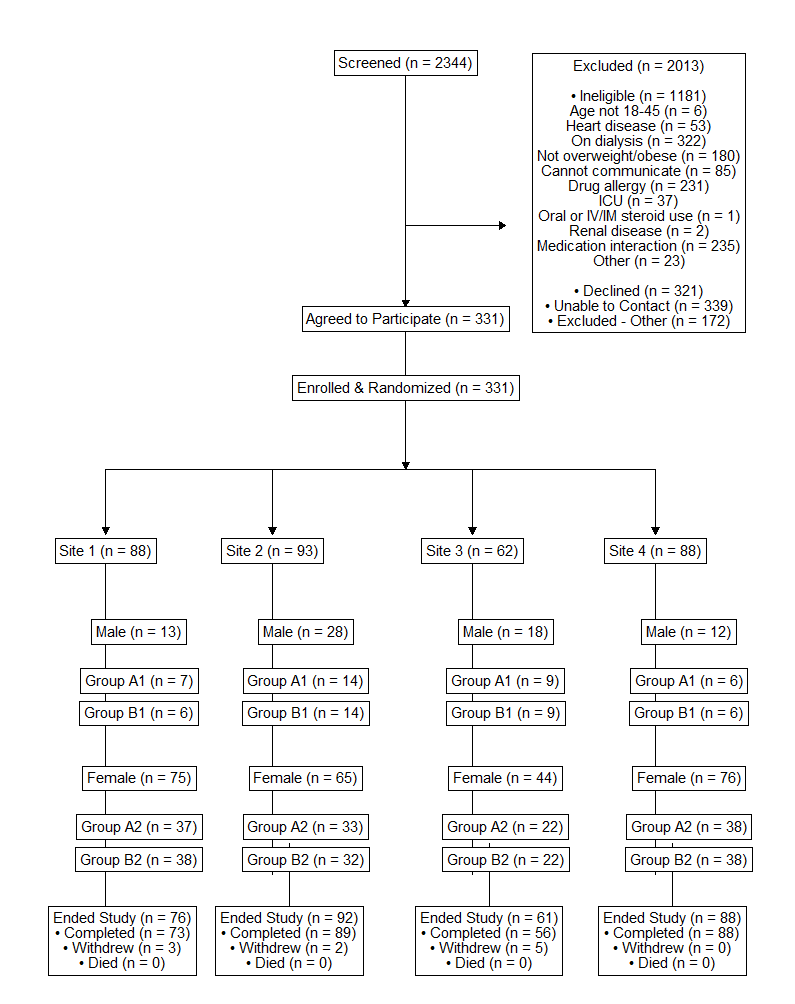 Screened (n = 2344)
Excluded (n = 2013)
• Ineligible (n = 1181)
Age not 18-45 (n = 6)
Heart disease (n = 53)
On dialysis (n = 322)
Not overweight/obese (n = 180)
Cannot communicate (n = 85)
Drug allergy (n = 231)
ICU (n = 37)
Oral or IV/IM steroid use (n = 1)
Renal disease (n = 2)
Medication interaction (n = 235)
Other (n = 23)
• Declined (n = 321)
• Unable to Contact (n = 339)
• Excluded - Other (n = 172)
Agreed to Participate (n = 331)
Enrolled & Randomized (n = 331)
Site 1 (n = 88)
Male (n = 13)
Group A1 (n = 7)
Group B1 (n = 6)
Female (n = 75)
Group A2 (n = 37)
Group B2 (n = 38)
Ended Study (n = 76)
• Completed (n = 73)
• Withdrew (n = 3)
• Died (n = 0)
Site 2 (n = 93)
Male (n = 28)
Group A1 (n = 14)
Group B1 (n = 14)
Female (n = 65)
Group A2 (n = 33)
Group B2 (n = 32)
Ended Study (n = 92)
• Completed (n = 89)
• Withdrew (n = 2)
• Died (n = 0)
Site 3 (n = 62)
Male (n = 18)
Group A1 (n = 9)
Group B1 (n = 9)
Female (n = 44)
Group A2 (n = 22)
Group B2 (n = 22)
Ended Study (n = 61)
• Completed (n = 56)
• Withdrew (n = 5)
• Died (n = 0)
Site 4 (n = 88)
Male (n = 12)
Group A1 (n = 6)
Group B1 (n = 6)
Female (n = 76)
Group A2 (n = 38)
Group B2 (n = 38)
Ended Study (n = 88)
• Completed (n = 88)
• Withdrew (n = 0)
• Died (n = 0)